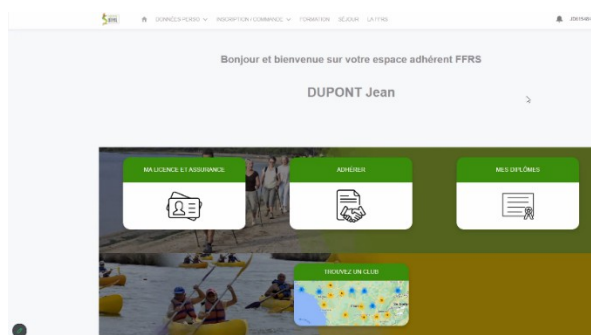 DONNÉES PERSO INSCRIPTION / COMMANDE FORMATION SÉJOUR LA FFRS
Bonjour et bienvenue sur votre espace adhérent FFRS
DUPONT Jean
MA LICENCE ET ASSURANCE ADHÉRER MES DIPLÔMES
TROUVEZ UN CLUB